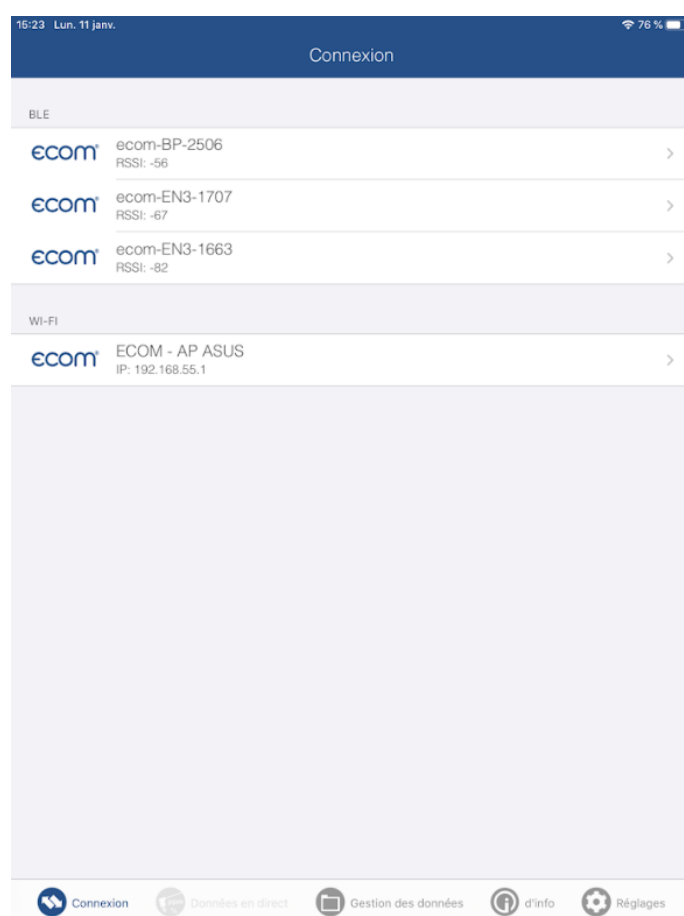 15:23 Lun. 11 janv. 76 %
Connexion
BLE
ecom® ecom-BP-2506
RSSI: -56
ecom® ecom-EN3-1707
RSSI: -67
ecom® ecom-EN3-1663
RSSI: -82
WI-FI
ecom® ECOM - AP ASUS
IP: 192.168.55.1
Connexion Données en direct Gestion des données d'info Réglages